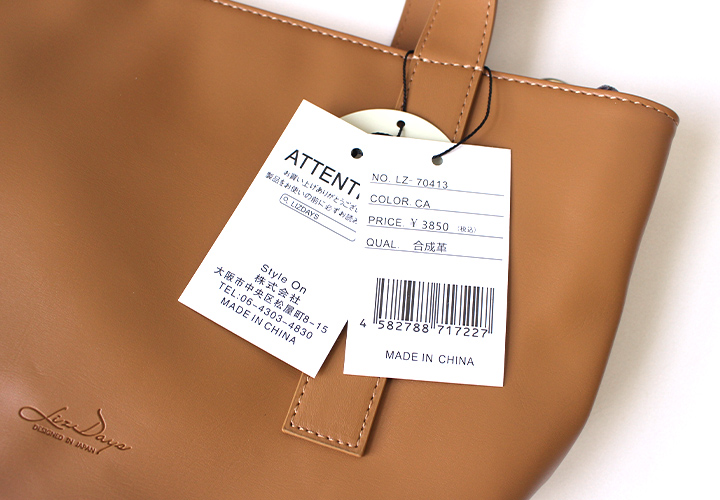 ATTENT
お買い上げありがとうござい
製品をお使いの前に必ずお読み
LIZDAYS
Style On
株式会社
大阪市中央区松屋町8-15
TEL:06-4303-4830
MADE IN CHINA
NO. LZ-70413
COLOR CA
PRICE ¥ 3850 (税込)
QUAL. 合成革
4 582788 717227
MADE IN CHINA
Lizi Days
DESIGNED IN JAPAN